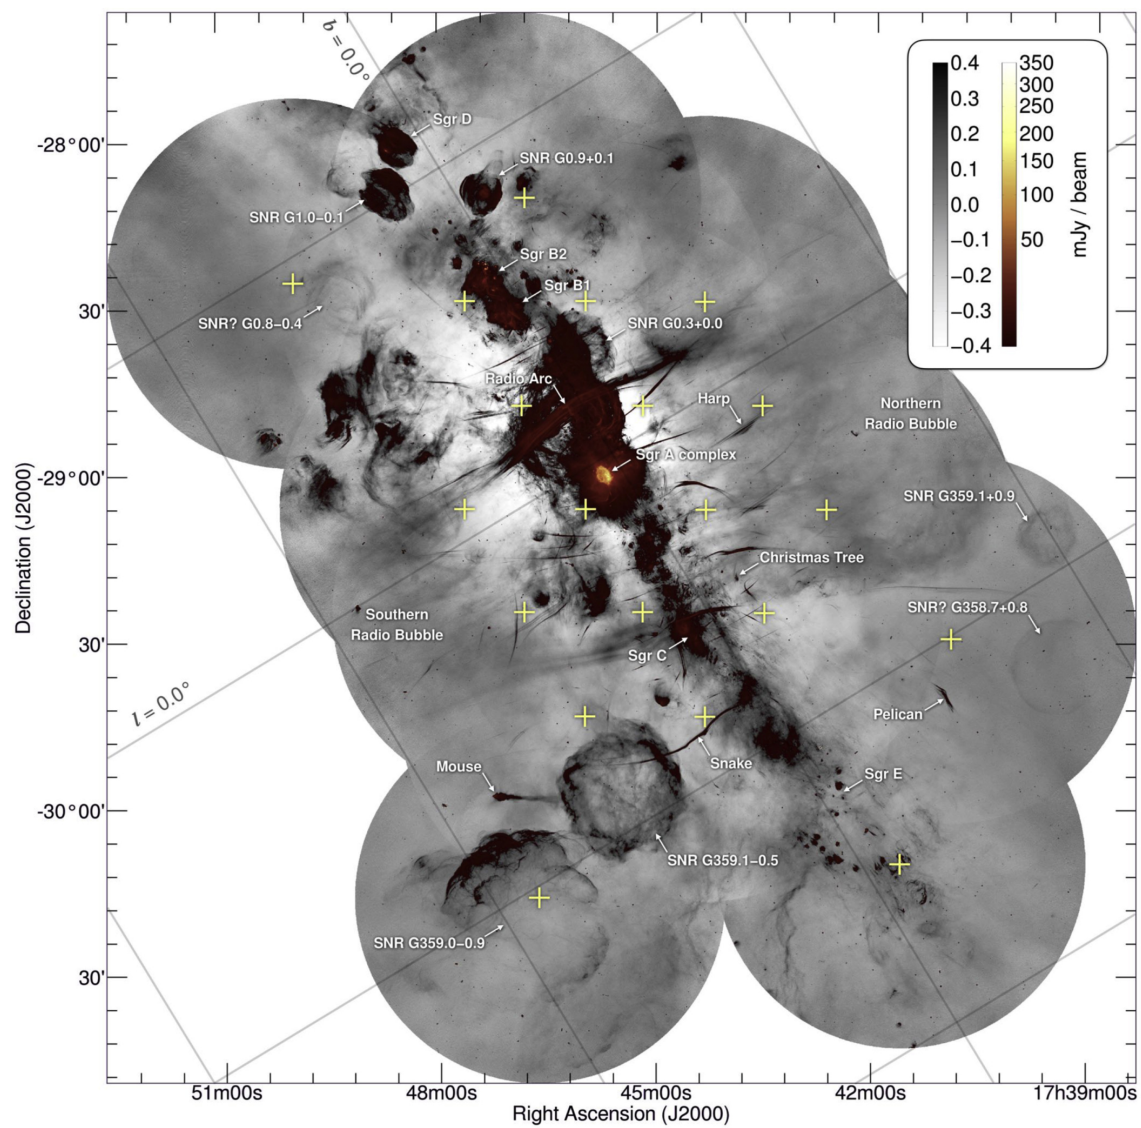 b = 0.0°
0.4
0.3
0.2
0.1
0.0
−0.1
−0.2
−0.3
−0.4
350
300
250
200
150
100
50
mJy / beam
Sgr D
-28°00'
SNR G0.9+0.1
SNR G1.0−0.1
Sgr B2
Sgr B1
30'
SNR? G0.8−0.4
SNR G0.3+0.0
Radio Arc
Harp
Northern
Radio Bubble
Sgr A complex
-29°00'
SNR G359.1+0.9
Christmas Tree
Southern
Radio Bubble
SNR? G358.7+0.8
30'
Sgr C
l = 0.0°
Pelican
Mouse
Snake
Sgr E
-30°00'
SNR G359.1−0.5
SNR G359.0−0.9
30'
Declination (J2000)
51m00s
48m00s
45m00s
42m00s
17h39m00s
Right Ascension (J2000)